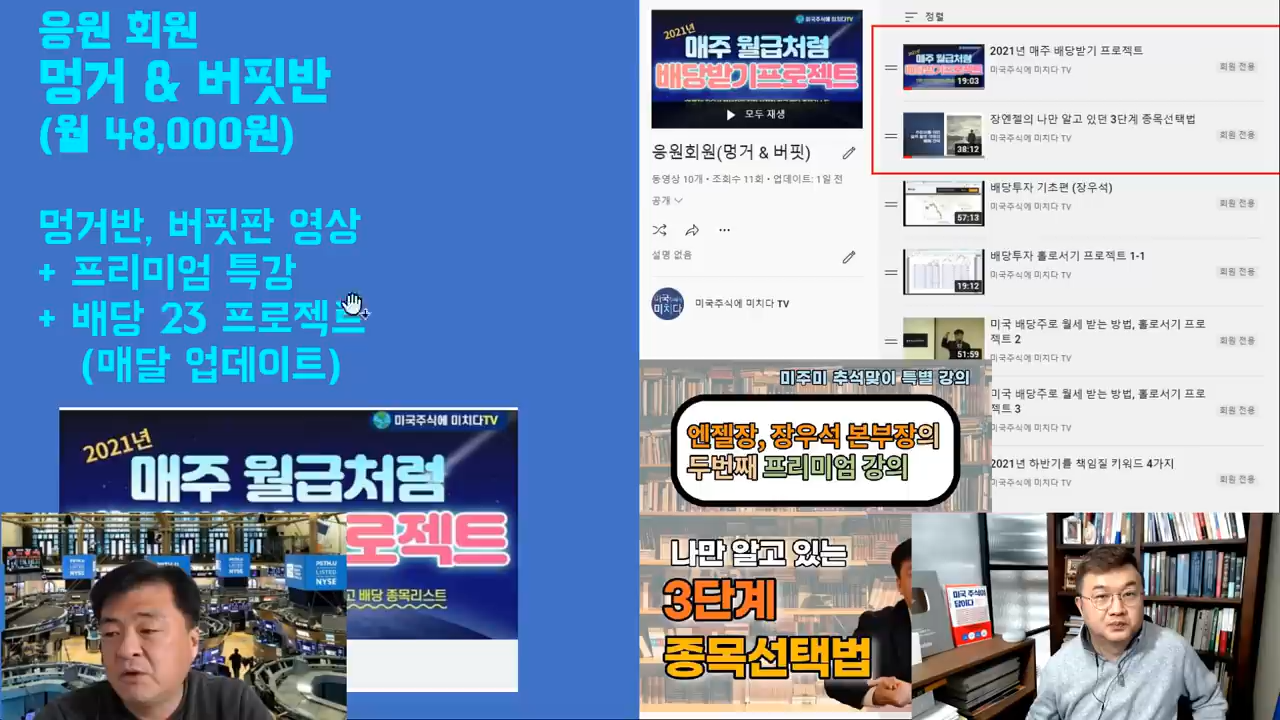 응원 회원
멍거 & 버핏반
(월 48,000원)
멍거반, 버핏판 영상
+ 프리미엄 특강
+ 배당 23 프로젝트
(매달 업데이트)
미국주식에 미치다TV
2021년
매주 월급처럼
로젝트
고 배당 종목리스트
미국주식에 미치다TV
2021년
매주 월급처럼
배당받기프로젝트
모두 재생
응원회원(멍거 & 버핏)
동영상 10개 • 조회수 11회 • 업데이트: 1일 전
공개
설명 없음
미국주식에 미치다 TV
정렬
2021년 매주 배당받기 프로젝트
미국주식에 미치다 TV
회원 전용
19:03
장엔젤의 나만 알고 있던 3단계 종목선택법
미국주식에 미치다 TV
회원 전용
38:12
배당투자 기초편 (장우석)
미국주식에 미치다 TV
회원 전용
57:13
배당투자 홀로서기 프로젝트 1-1
미국주식에 미치다 TV
회원 전용
19:12
미국 배당주로 월세 받는 방법, 홀로서기 프로
젝트 2
미국주식에 미치다 TV
회원 전용
51:59
미국 배당주로 월세 받는 방법, 홀로서기 프로
젝트 3
미국주식에 미치다 TV
회원 전용
2021년 하반기를 책임질 키워드 4가지
미국주식에 미치다 TV
회원 전용
미주미 추석맞이 특별 강의
엔젤장, 장우석 본부장의
두번째 프리미엄 강의
나만 알고 있는
3단계
종목선택법
PETN.U
LISTED
NYSE
미국 주식이
답이다